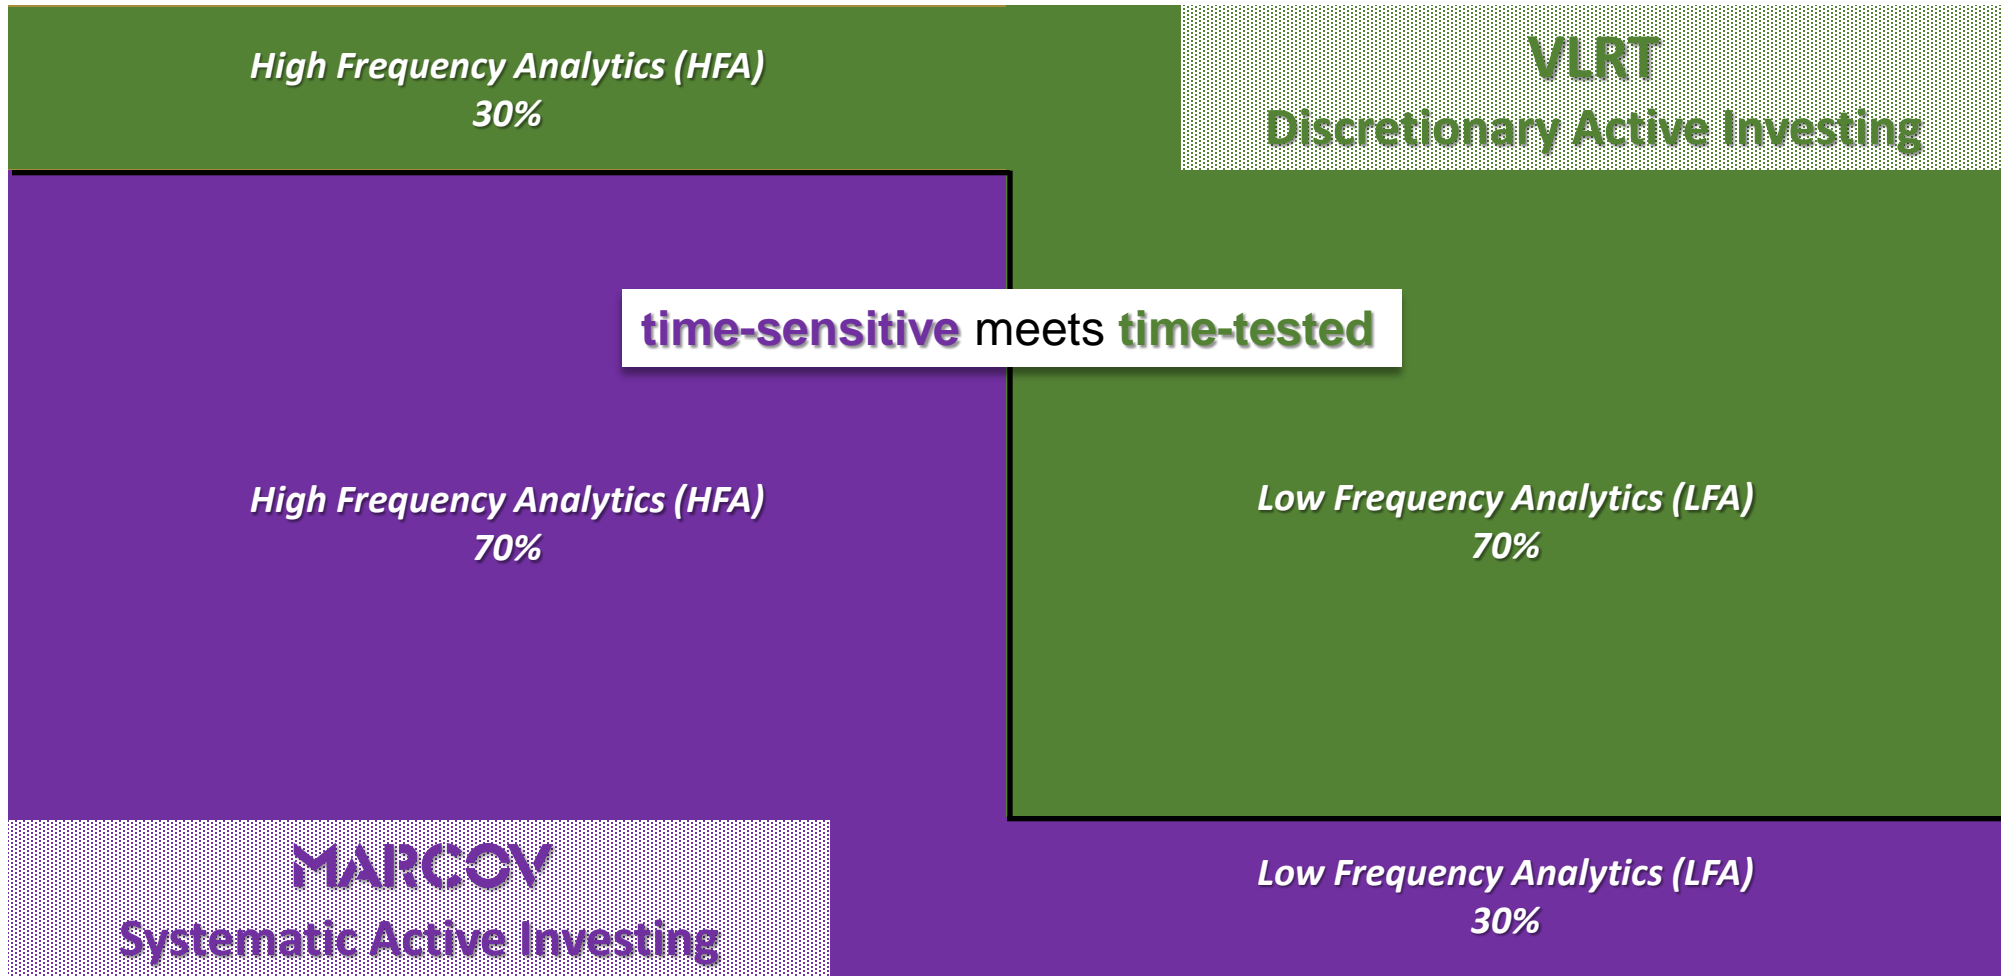 High Frequency Analytics (HFA)
30%
VLRT
Discretionary Active Investing
time-sensitive meets time-tested
High Frequency Analytics (HFA)
70%
Low Frequency Analytics (LFA)
70%
MARCOV
Systematic Active Investing
Low Frequency Analytics (LFA)
30%